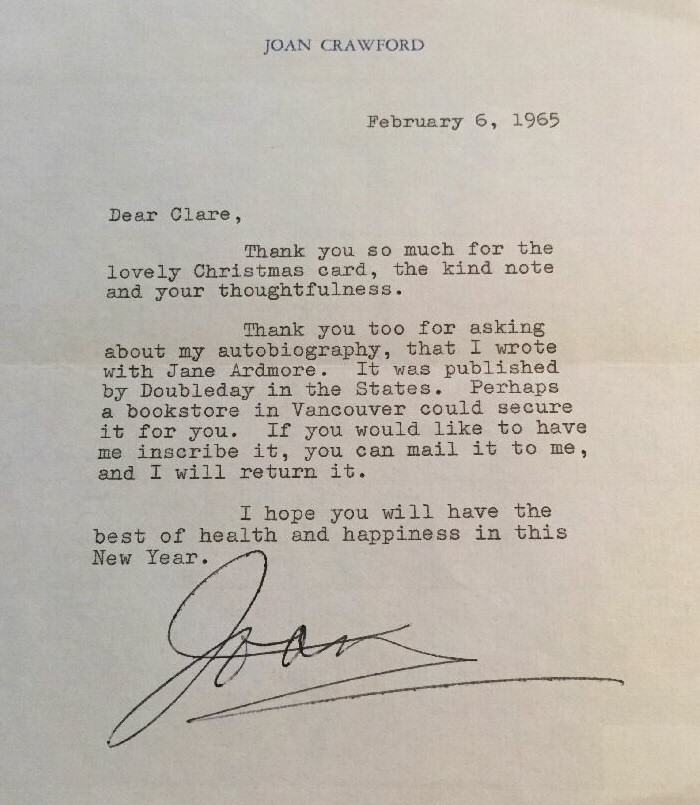 JOAN CRAWFORD
February 6, 1965
Dear Clare,
Thank you so much for the
lovely Christmas card, the kind note
and your thoughtfulness.
Thank you too for asking
about my autobiography, that I wrote
with Jane Ardmore. It was published
by Doubleday in the States. Perhaps
a bookstore in Vancouver could secure
it for you. If you would like to have
me inscribe it, you can mail it to me,
and I will return it.
I hope you will have the
best of health and happiness in this
New Year.
Joan